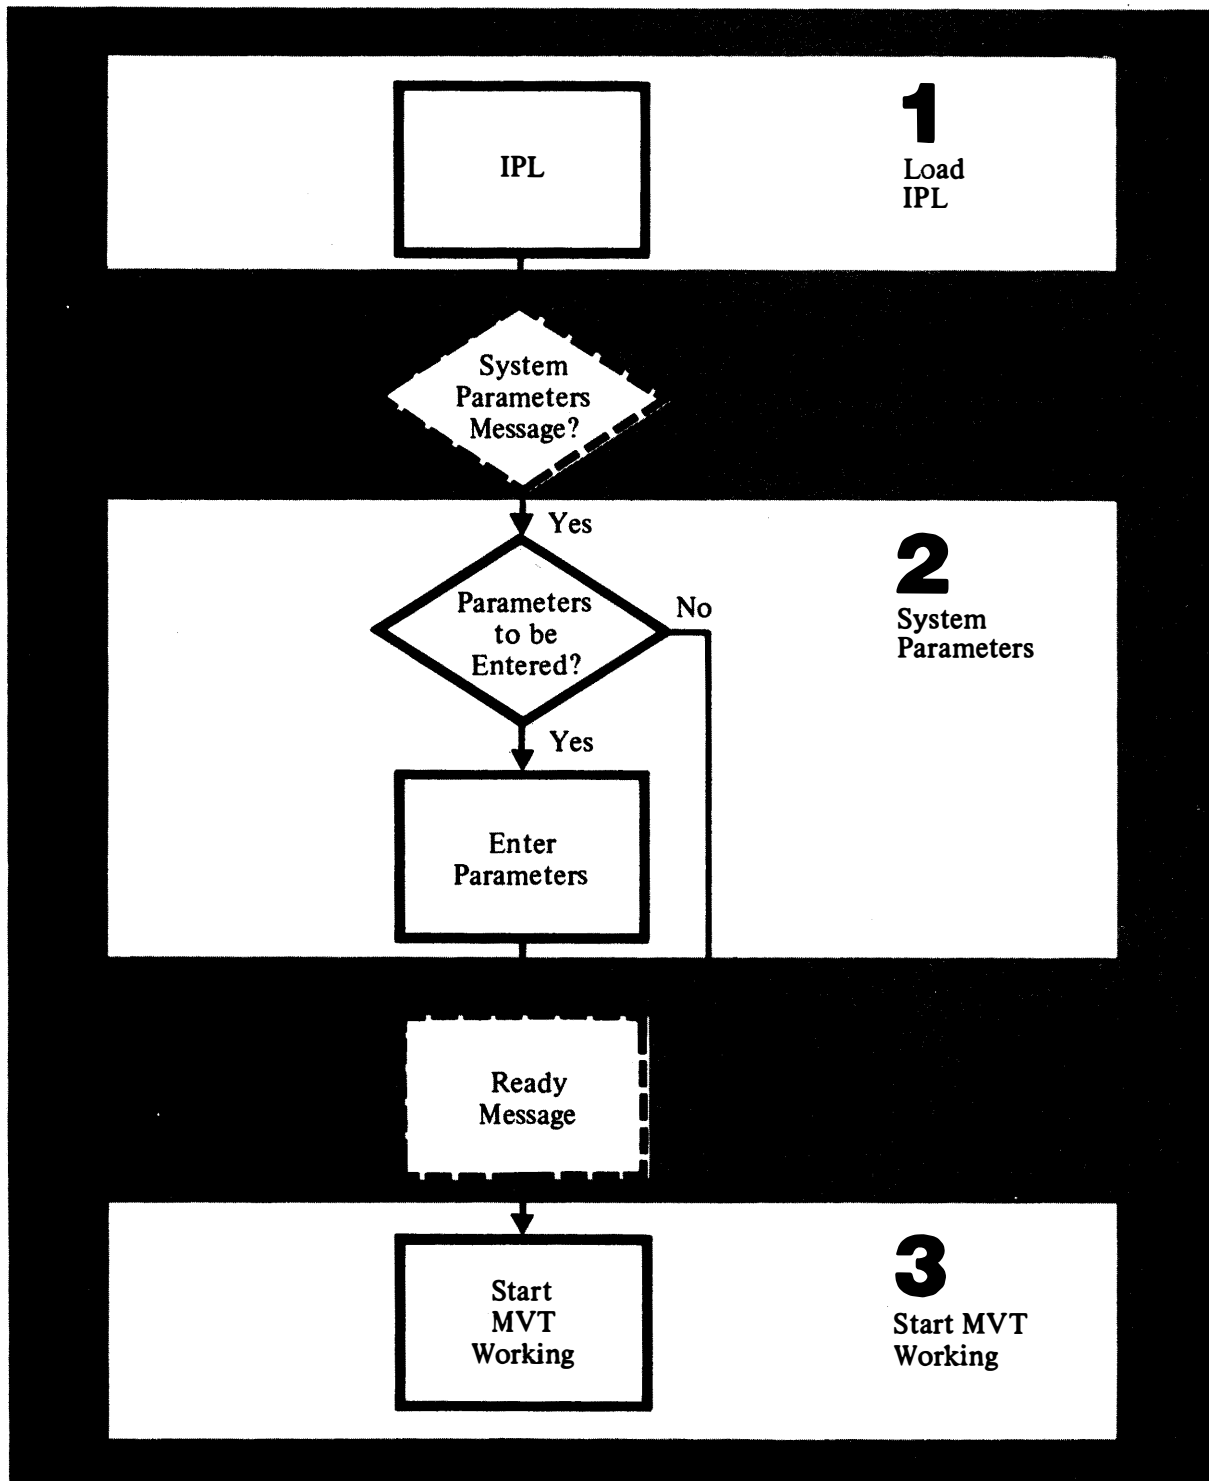 IPL
1
Load
IPL
System
Parameters
Message?
Yes
Parameters
to be
Entered?
No
2
System
Parameters
Yes
Enter
Parameters
Ready
Message
Start
MVT
Working
3
Start MVT
Working